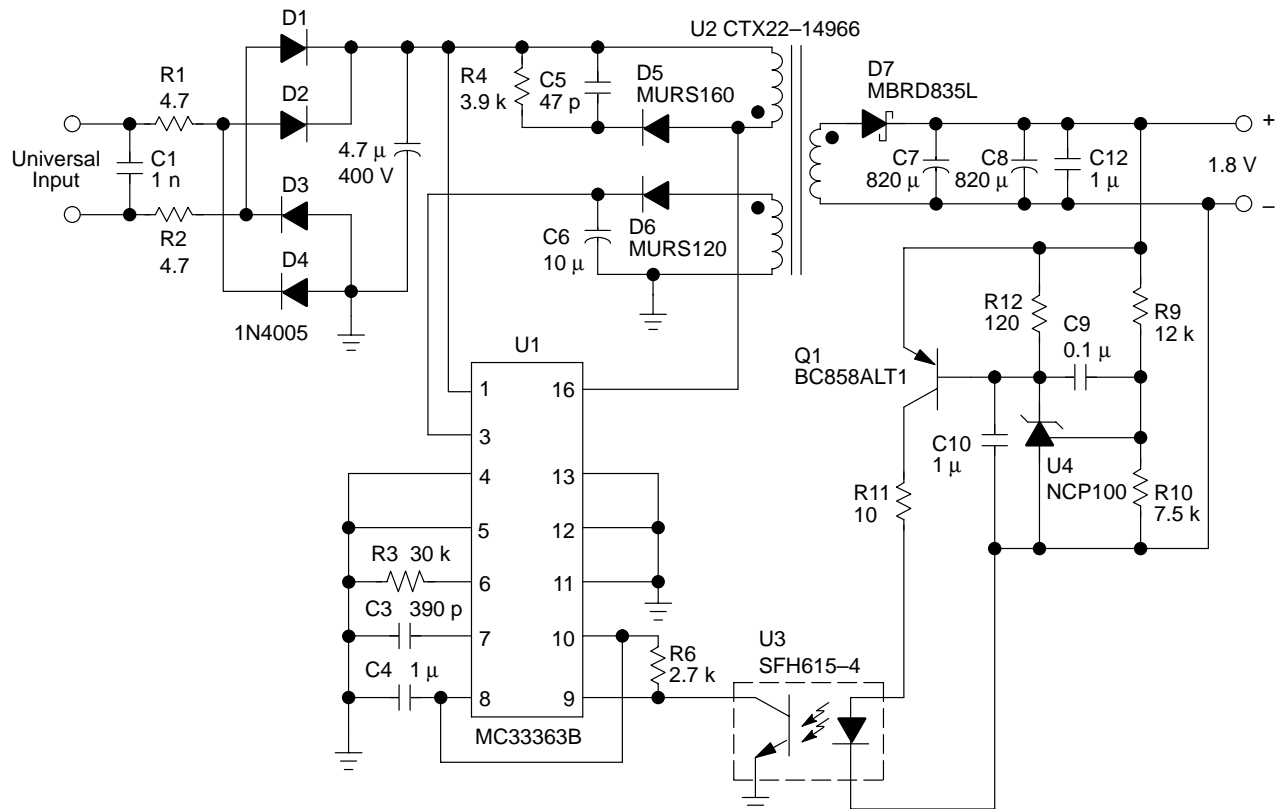 D1
U2 CTX22–14966
R1
4.7
D2
R4
3.9 k
C5
47 p
D5
MURS160
D7
MBRD835L
+
Universal
Input
C1
1 n
4.7 μ
400 V
C7
820 μ
C8
820 μ
C12
1 μ
1.8 V
D3
R2
4.7
D4
1N4005
C6
10 μ
D6
MURS120
–
R12
120
C9
0.1 μ
R9
12 k
U1
Q1
BC858ALT1
1
16
3
C10
1 μ
U4
NCP100
R10
7.5 k
4
13
R11
10
5
12
R3 30 k
6
11
C3 390 p
7
10
R6
2.7 k
U3
SFH615–4
C4 1 μ
8
9
MC33363B